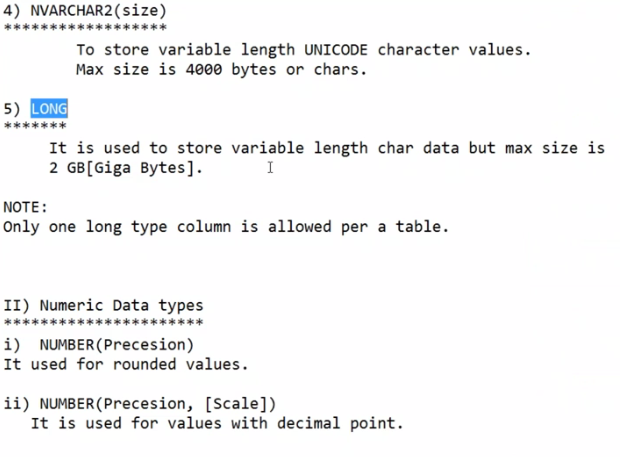 4) NVARCHAR2(size)
******************
To store variable length UNICODE character values.
Max size is 4000 bytes or chars.
5) LONG
*******
It is used to store variable length char data but max size is
2 GB[Giga Bytes].
NOTE:
Only one long type column is allowed per a table.
II) Numeric Data types
**********************
i) NUMBER(Precesion)
It used for rounded values.
ii) NUMBER(Precesion, [Scale])
It is used for values with decimal point.